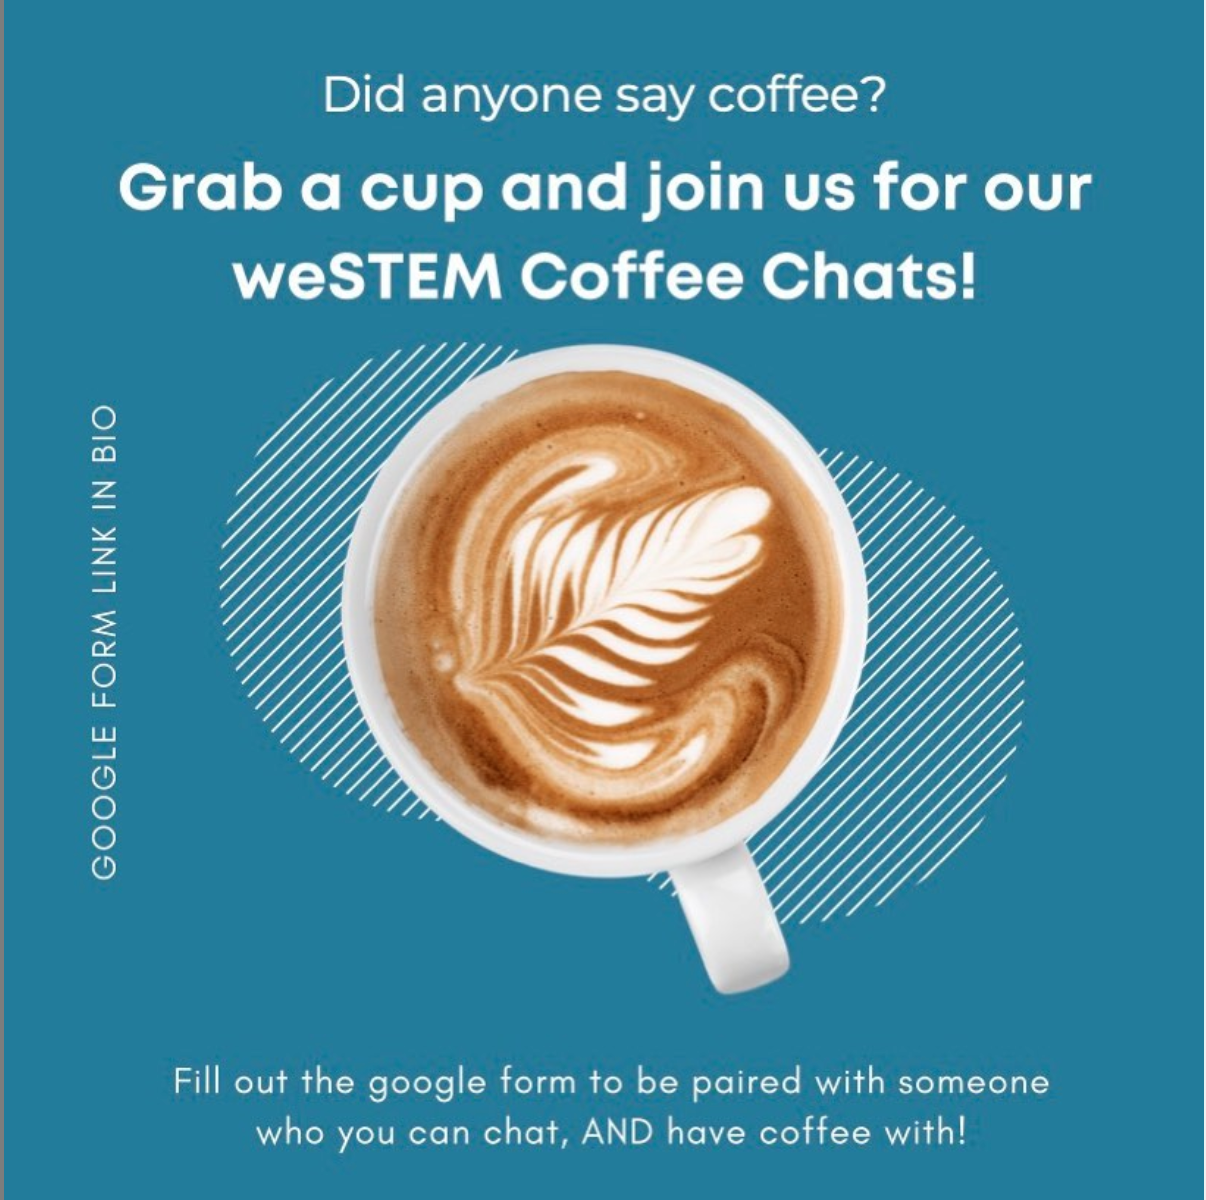 Did anyone say coffee?
Grab a cup and join us for our
weSTEM Coffee Chats!
GOOGLE FORM LINK IN BIO
Fill out the google form to be paired with someone
who you can chat, AND have coffee with!